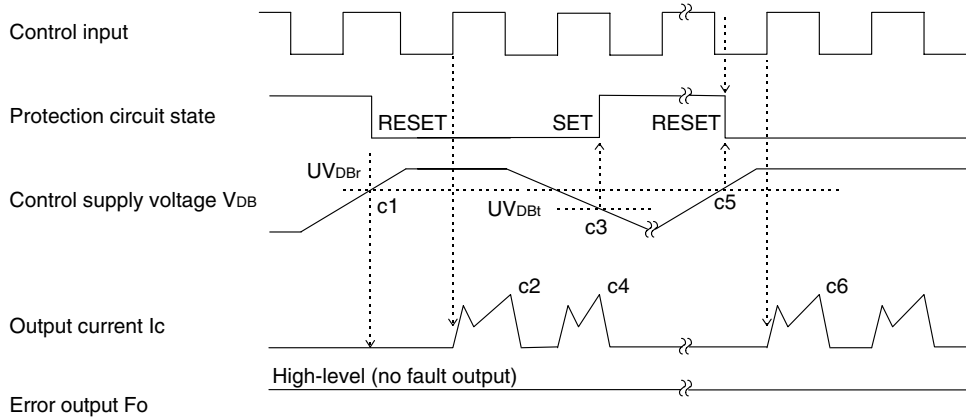 Control input
Protection circuit state
RESET
SET
RESET
UVDBr
Control supply voltage VDB
c1
UVDBt
c3
c5
c2
c4
c6
Output current Ic
High-level (no fault output)
Error output Fo